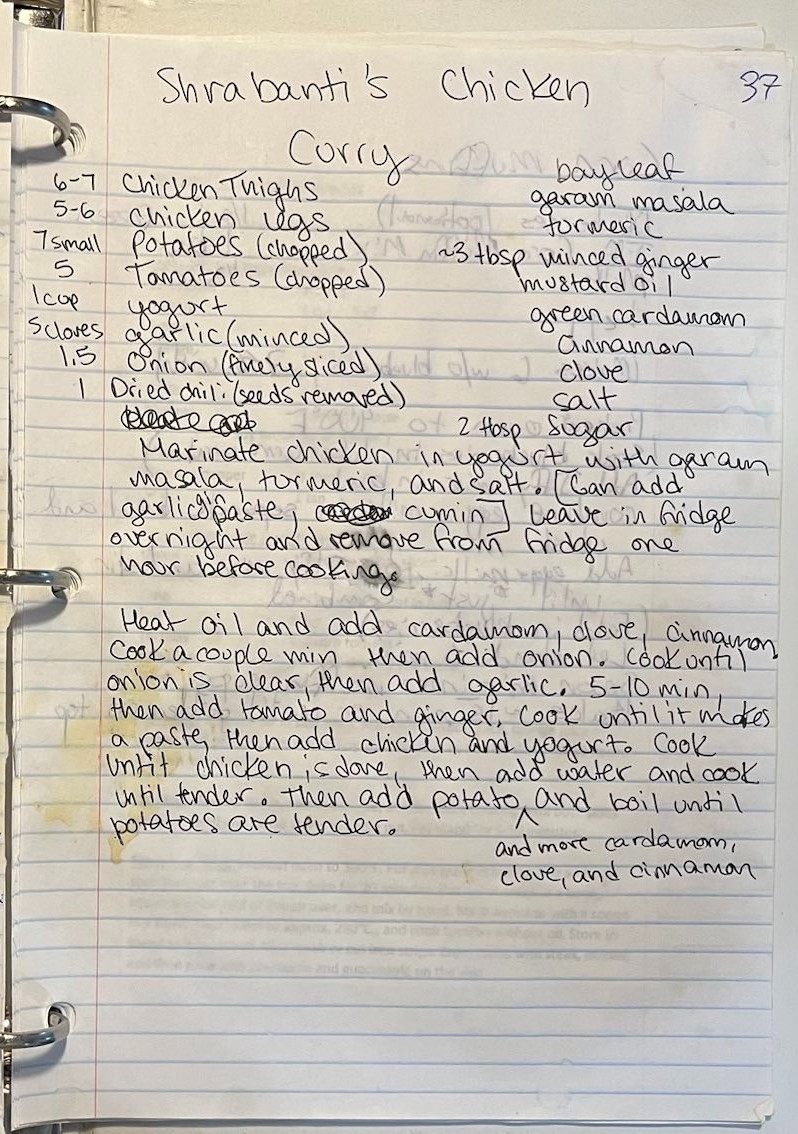 Shrabanti's Chicken
37
Curry
6-7 Chicken Thighs
5-6 chicken legs
7 small Potatoes (chopped)
5 Tomatoes (chopped)
1 cup yogurt
5 cloves garlic (minced)
1,5 Onion (finely sliced)
1 Dried chili (seeds removed)
bay leaf
garam masala
turmeric
~3 tbsp minced ginger
mustard oil
green cardamom
cinnamon
clove
salt
2 tbsp sugar
Marinate chicken in yogurt with garam
masala, turmeric, and salt. [Can add
garlic paste, cumin] Leave in fridge
overnight and remove from fridge one
hour before cooking.
Heat oil and add cardamom, clove, cinnamon.
Cook a couple min then add onion. Cook until
onion is clear, then add garlic. 5-10 min,
then add tomato and ginger. Cook until it makes
a paste, then add chicken and yogurt. Cook
until chicken is done, then add water and cook
until tender. Then add potato ^ and boil until
potatoes are tender.
and more cardamom,
clove, and cinnamon